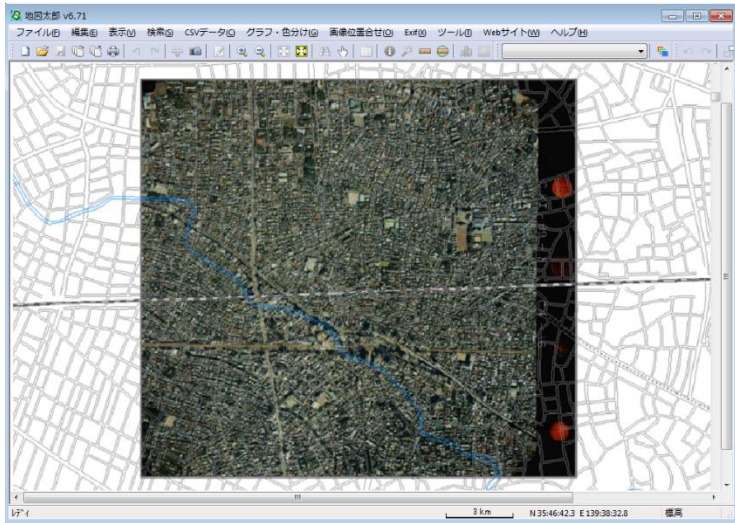 地図太郎 v6.71
ファイル(F) 編集(E) 表示(V) 検索(S) CSVデータ(C) グラフ・色分け(G) 画像位置合せ(O) Exif(X) ツール(T) Webサイト(W) ヘルプ(H)
レディ 3 km N 35:46:42.3 E 139:38:32.8 標高